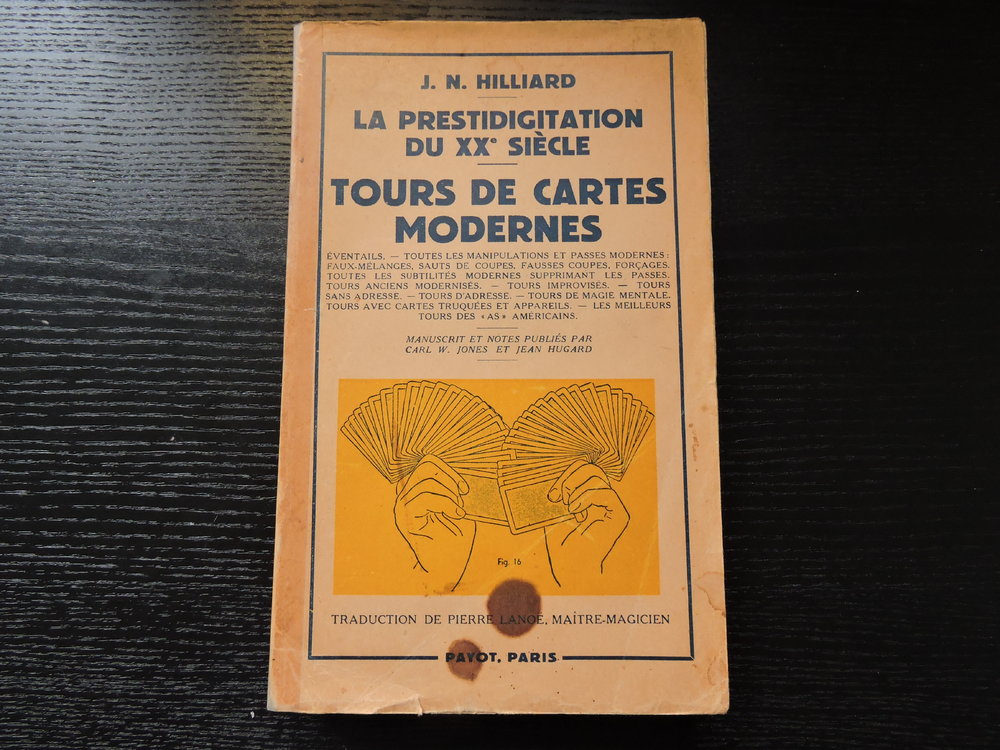 J. N. HILLIARD
LA PRESTIDIGITATION
DU XXe SIÈCLE
TOURS DE CARTES
MODERNES
ÉVENTAILS. — TOUTES LES MANIPULATIONS ET PASSES MODERNES :
FAUX-MÉLANGES, SAUTS DE COUPES, FAUSSES COUPES, FORÇAGES.
TOUTES LES SUBTILITÉS MODERNES SUPPRIMANT LES PASSES.
TOURS ANCIENS MODERNISÉS. — TOURS IMPROVISÉS. — TOURS
SANS ADRESSE. — TOURS D'ADRESSE. — TOURS DE MAGIE MENTALE.
TOURS AVEC CARTES TRUQUÉES ET APPAREILS. — LES MEILLEURS
TOURS DES «AS» AMÉRICAINS.
MANUSCRIT ET NOTES PUBLIÉS PAR
CARL W. JONES ET JEAN HUGARD
Fig. 16
TRADUCTION DE PIERRE LANOË, MAÎTRE-MAGICIEN
PAYOT, PARIS